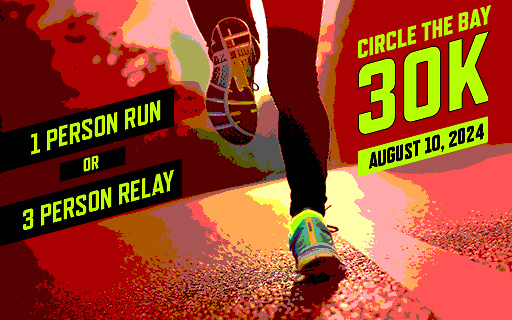 CIRCLE THE BAY
30K
AUGUST 10, 2024
1 PERSON RUN
OR
3 PERSON RELAY